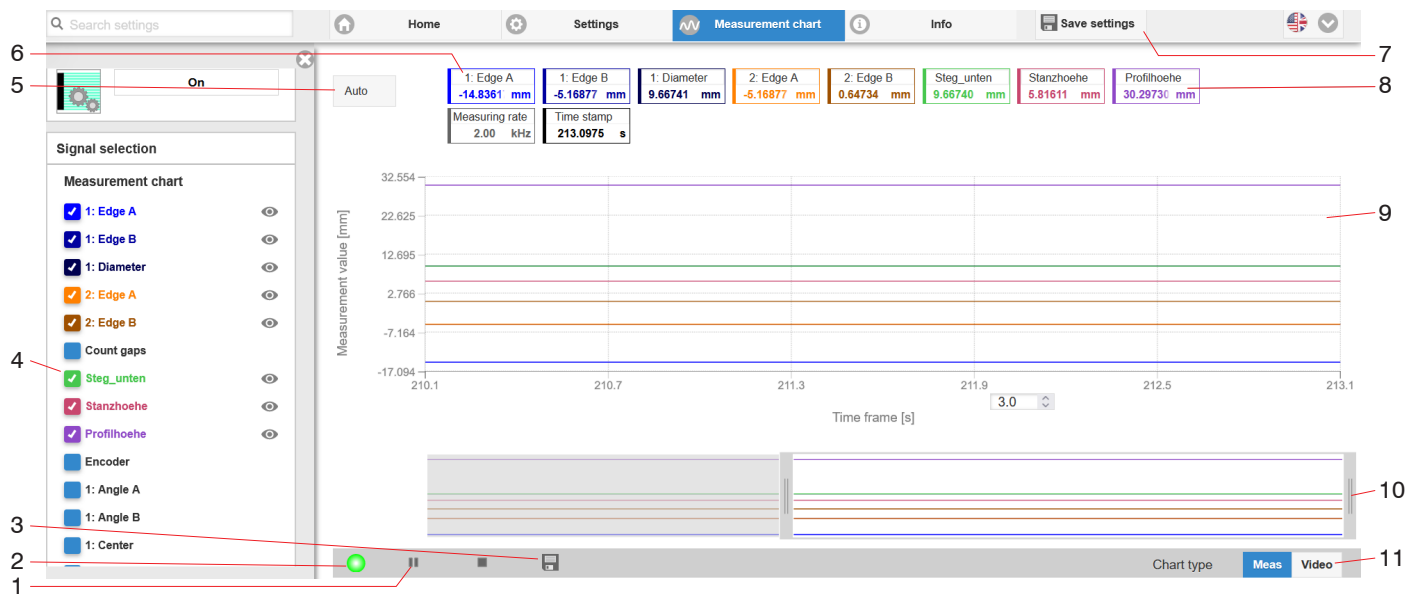 Search settings
Home
Settings
Measurement chart
Info
Save settings
6
7
On
5
Auto
1: Edge A
-14.8361 mm
1: Edge B
-5.16877 mm
1: Diameter
9.66741 mm
2: Edge A
-5.16877 mm
2: Edge B
0.64734 mm
Steg_unten
9.66740 mm
Stanzhoehe
5.81611 mm
Profilhoehe
30.29730 mm
8
Measuring rate
2.00 kHz
Time stamp
213.0975 s
Signal selection
Measurement chart
1: Edge A
1: Edge B
1: Diameter
2: Edge A
2: Edge B
Count gaps
4
Steg_unten
Stanzhoehe
Profilhoehe
Encoder
1: Angle A
1: Angle B
1: Center
Measurement value [mm]
32.554
22.625
12.695
2.766
-7.164
-17.094
9
210.1
210.7
211.3
211.9
212.5
213.1
3.0
Time frame [s]
10
3
2
1
Chart type
Meas
Video
11